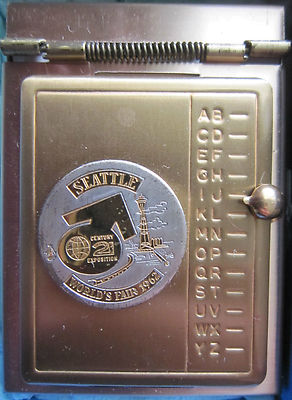 SEATTLE
CENTURY
21
EXPOSITION
WORLD'S FAIR 1962
AB
CD
EF
GH
IJ
KL
MN
OP
QR
ST
UV
WX
YZ